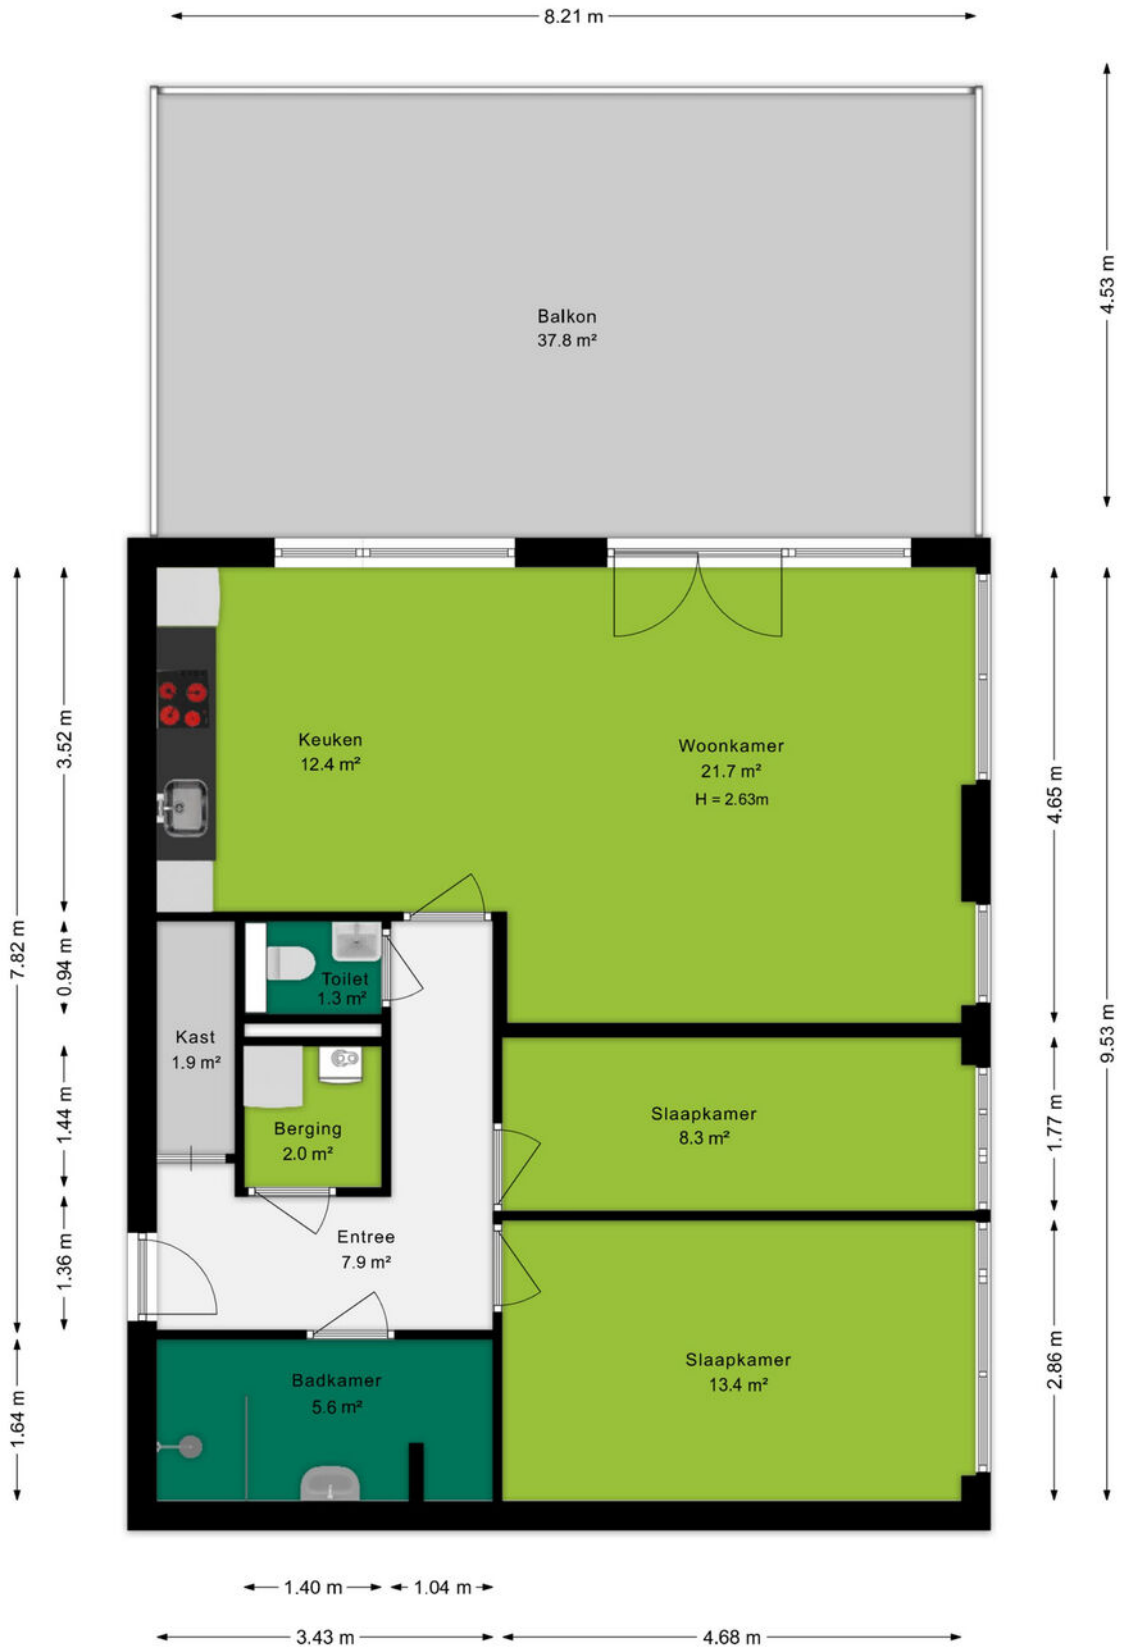 8.21 m
4.53 m
Balkon
37.8 m²
Keuken
12.4 m²
Woonkamer
21.7 m²
H = 2.63m
3.52 m
4.65 m
7.82 m
0.94 m
9.53 m
Toilet
1.3 m²
Kast
1.9 m²
1.44 m
Berging
2.0 m²
Slaapkamer
8.3 m²
1.77 m
1.36 m
Entree
7.9 m²
Badkamer
5.6 m²
Slaapkamer
13.4 m²
1.64 m
2.86 m
1.40 m
1.04 m
3.43 m
4.68 m